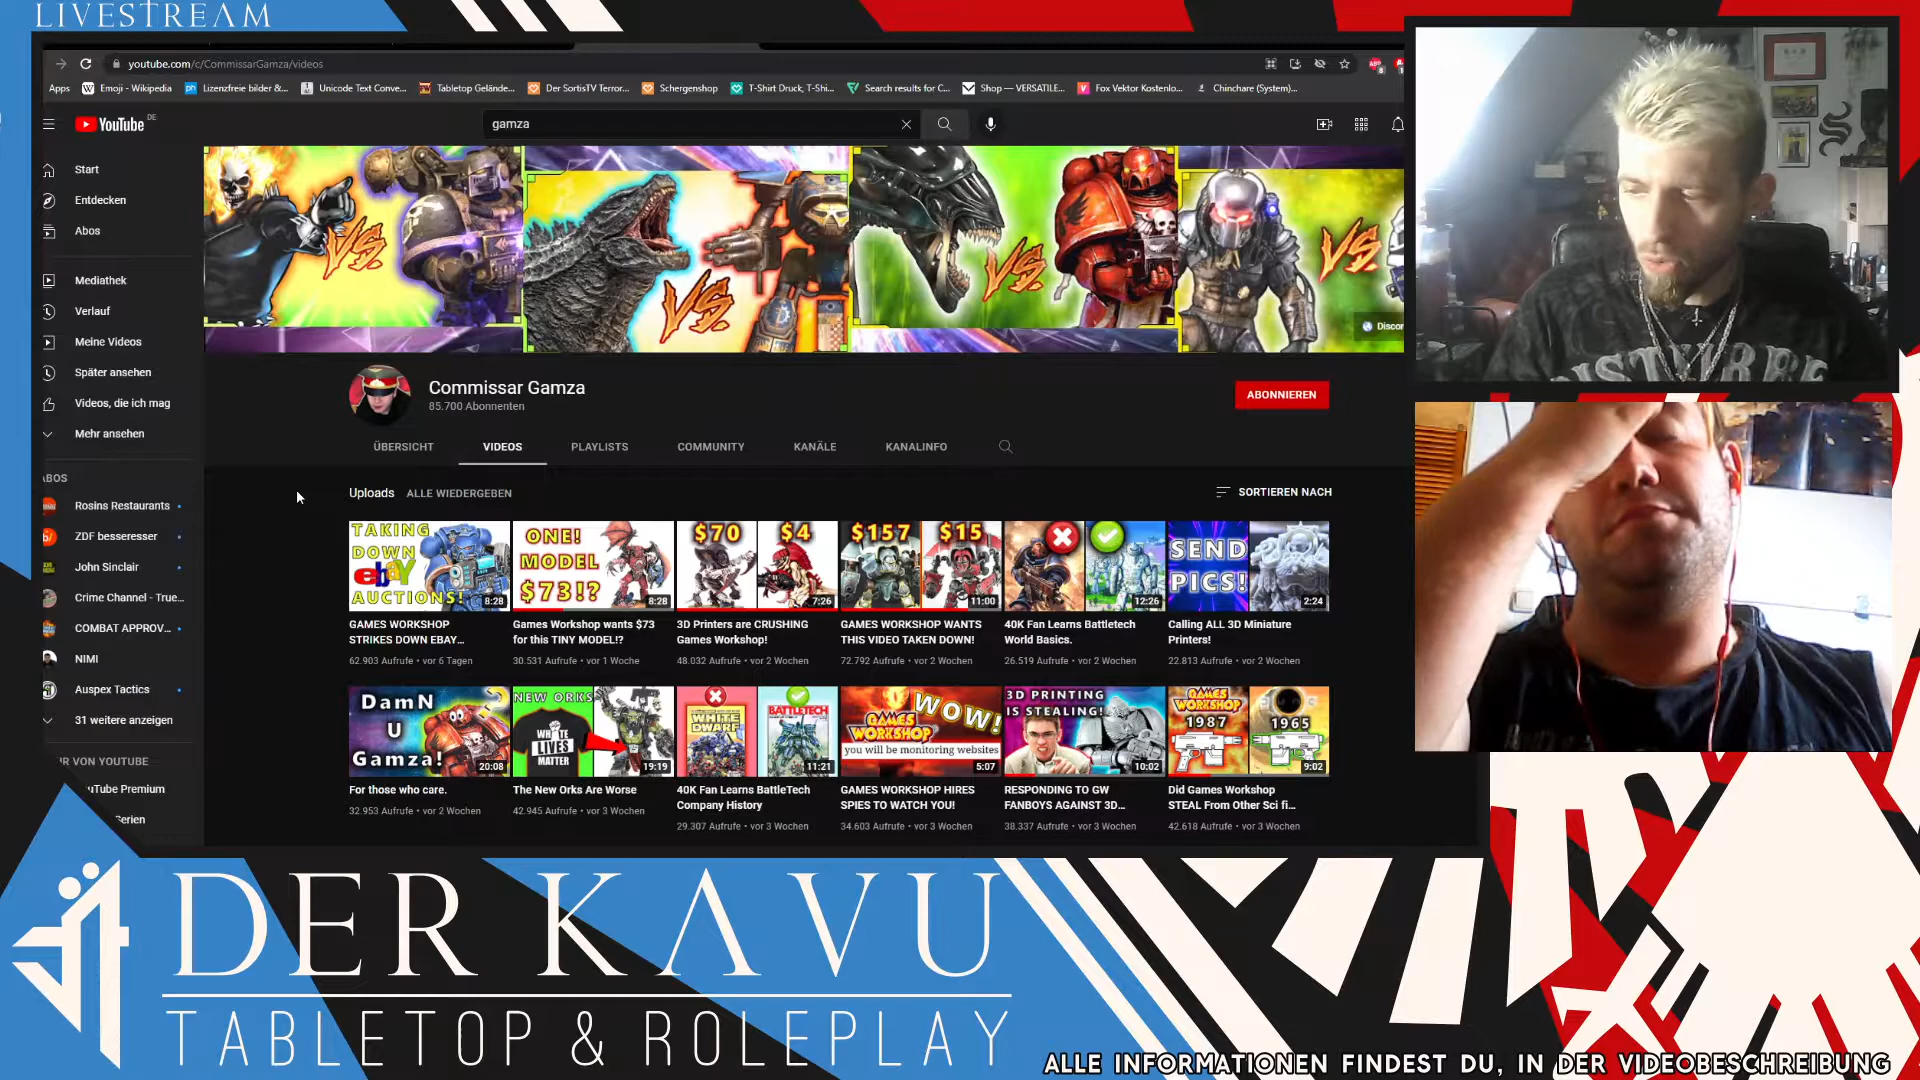 LIVESTREAM
youtube.com/c/CommissarGamza/videos
Apps
Emoji - Wikipedia
Lizenzfreie bilder &...
Unicode Text Conve...
Tabletop Gelände...
Der SortisTV Terror...
Schergenshop
T-Shirt Druck, T-Shi...
Search results for C...
Shop — VERSATILE...
Fox Vektor Kostenlo...
Chinchare (System)...
YouTube DE
gamza
Start
Entdecken
Abos
Mediathek
Verlauf
Meine Videos
Später ansehen
Videos, die ich mag
Mehr ansehen
ABOS
Rosins Restaurants
ZDF besseresser
John Sinclair
Crime Channel - True...
COMBAT APPROV...
NIMI
Auspex Tactics
31 weitere anzeigen
R VON YOUTUBE
uTube Premium
Serien
VS.
VS.
VS.
VS.
Discor
Commissar Gamza
85.700 Abonnenten
ABONNIEREN
ÜBERSICHT
VIDEOS
PLAYLISTS
COMMUNITY
KANÄLE
KANALINFO
Uploads
ALLE WIEDERGEBEN
SORTIEREN NACH
TAKING
DOWN
ebay
AUCTIONS!
8:28
GAMES WORKSHOP
STRIKES DOWN EBAY...
62.903 Aufrufe • vor 6 Tagen
ONE!
MODEL
$73!?
8:28
Games Workshop wants $73
for this TINY MODEL!?
30.531 Aufrufe • vor 1 Woche
$70
$4
7:26
3D Printers are CRUSHING
Games Workshop!
48.032 Aufrufe • vor 2 Wochen
$157
$15
11:00
GAMES WORKSHOP WANTS
THIS VIDEO TAKEN DOWN!
72.792 Aufrufe • vor 2 Wochen
12:26
40K Fan Learns Battletech
World Basics.
26.519 Aufrufe • vor 2 Wochen
SEND
PICS!
2:24
Calling ALL 3D Miniature
Printers!
22.813 Aufrufe • vor 2 Wochen
DamN
U
Gamza!
20:08
For those who care.
32.953 Aufrufe • vor 2 Wochen
NEW ORKS
WHITE
LIVES
MATTER
19:19
The New Orks Are Worse
42.945 Aufrufe • vor 3 Wochen
WHITE
DWARF
BATTLETECH
11:21
40K Fan Learns BattleTech
Company History
29.307 Aufrufe • vor 3 Wochen
GAMES
WORKSHOP
WOW!
you will be monitoring websites
5:07
GAMES WORKSHOP HIRES
SPIES TO WATCH YOU!
34.603 Aufrufe • vor 3 Wochen
3D PRINTING
IS STEALING!
10:02
RESPONDING TO GW
FANBOYS AGAINST 3D...
38.337 Aufrufe • vor 3 Wochen
GAMES
WORKSHOP
1987
1965
9:02
Did Games Workshop
STEAL From Other Sci fi...
42.618 Aufrufe • vor 3 Wochen
DER KAVU
TABLETOP & ROLEPLAY
ALLE INFORMATIONEN FINDEST DU, IN DER VIDEOBESCHREIBUNG